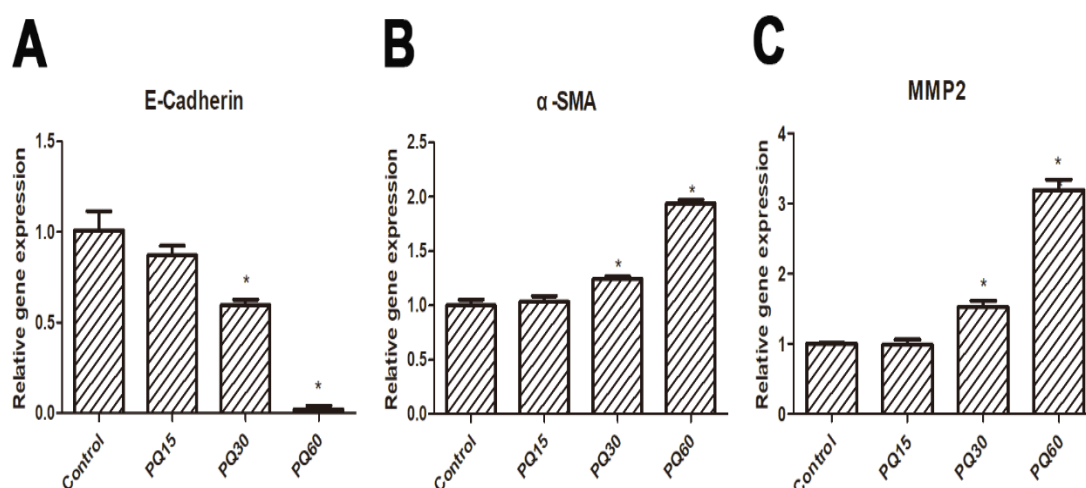 A
E-Cadherin
Relative gene expression
1.5
1.0
0.5
0.0
*
*
Control
PQ15
PQ30
PQ60
B
α-SMA
Relative gene expression
2.5
2.0
1.5
1.0
0.5
0.0
*
*
Control
PQ15
PQ30
PQ60
C
MMP2
Relative gene expression
4
3
2
1
0
*
*
Control
PQ15
PQ30
PQ60